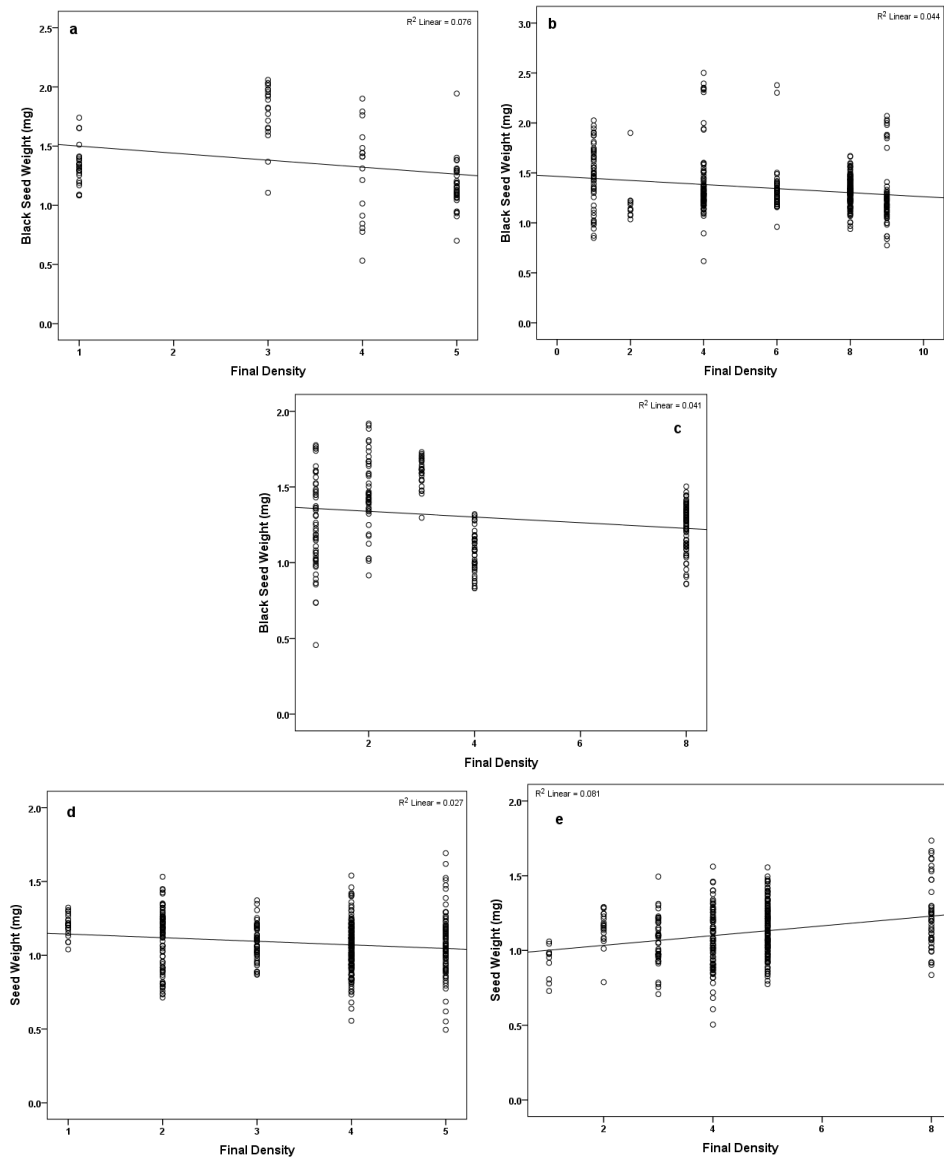 a
R² Linear = 0.076
2.5
2.0
1.5
1.0
0.5
0.0
Black Seed Weight (mg)
1 2 3 4 5
Final Density
b
R² Linear = 0.044
3.0
2.5
2.0
1.5
1.0
0.5
0.0
Black Seed Weight (mg)
0 2 4 6 8 10
Final Density
R² Linear = 0.041
c
2.0
1.5
1.0
0.5
0.0
Black Seed Weight (mg)
2 4 6 8
Final Density
R² Linear = 0.027
d
2.0
1.5
1.0
0.5
0.0
Seed Weight (mg)
1 2 3 4 5
Final Density
R² Linear = 0.081
e
2.0
1.5
1.0
0.5
0.0
Seed Weight (mg)
2 4 6 8
Final Density